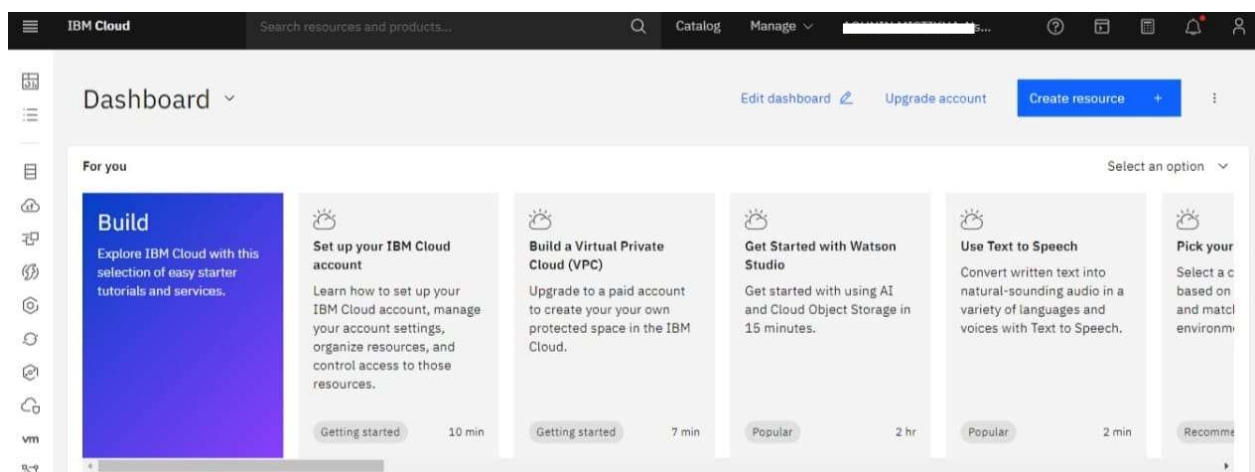 IBM Cloud
Search resources and products...
Catalog
Manage
Dashboard
Edit dashboard
Upgrade account
Create resource +
For you
Select an option
Build
Explore IBM Cloud with this
selection of easy starter
tutorials and services.
Set up your IBM Cloud
account
Learn how to set up your
IBM Cloud account, manage
your account settings,
organize resources, and
control access to those
resources.
Getting started
10 min
Build a Virtual Private
Cloud (VPC)
Upgrade to a paid account
to create your your own
protected space in the IBM
Cloud.
Getting started
7 min
Get Started with Watson
Studio
Get started with using AI
and Cloud Object Storage in
15 minutes.
Popular
2 hr
Use Text to Speech
Convert written text into
natural-sounding audio in a
variety of languages and
voices with Text to Speech.
Popular
2 min
Pick your
Select a c
based on
and match
environm
Recomme
vm